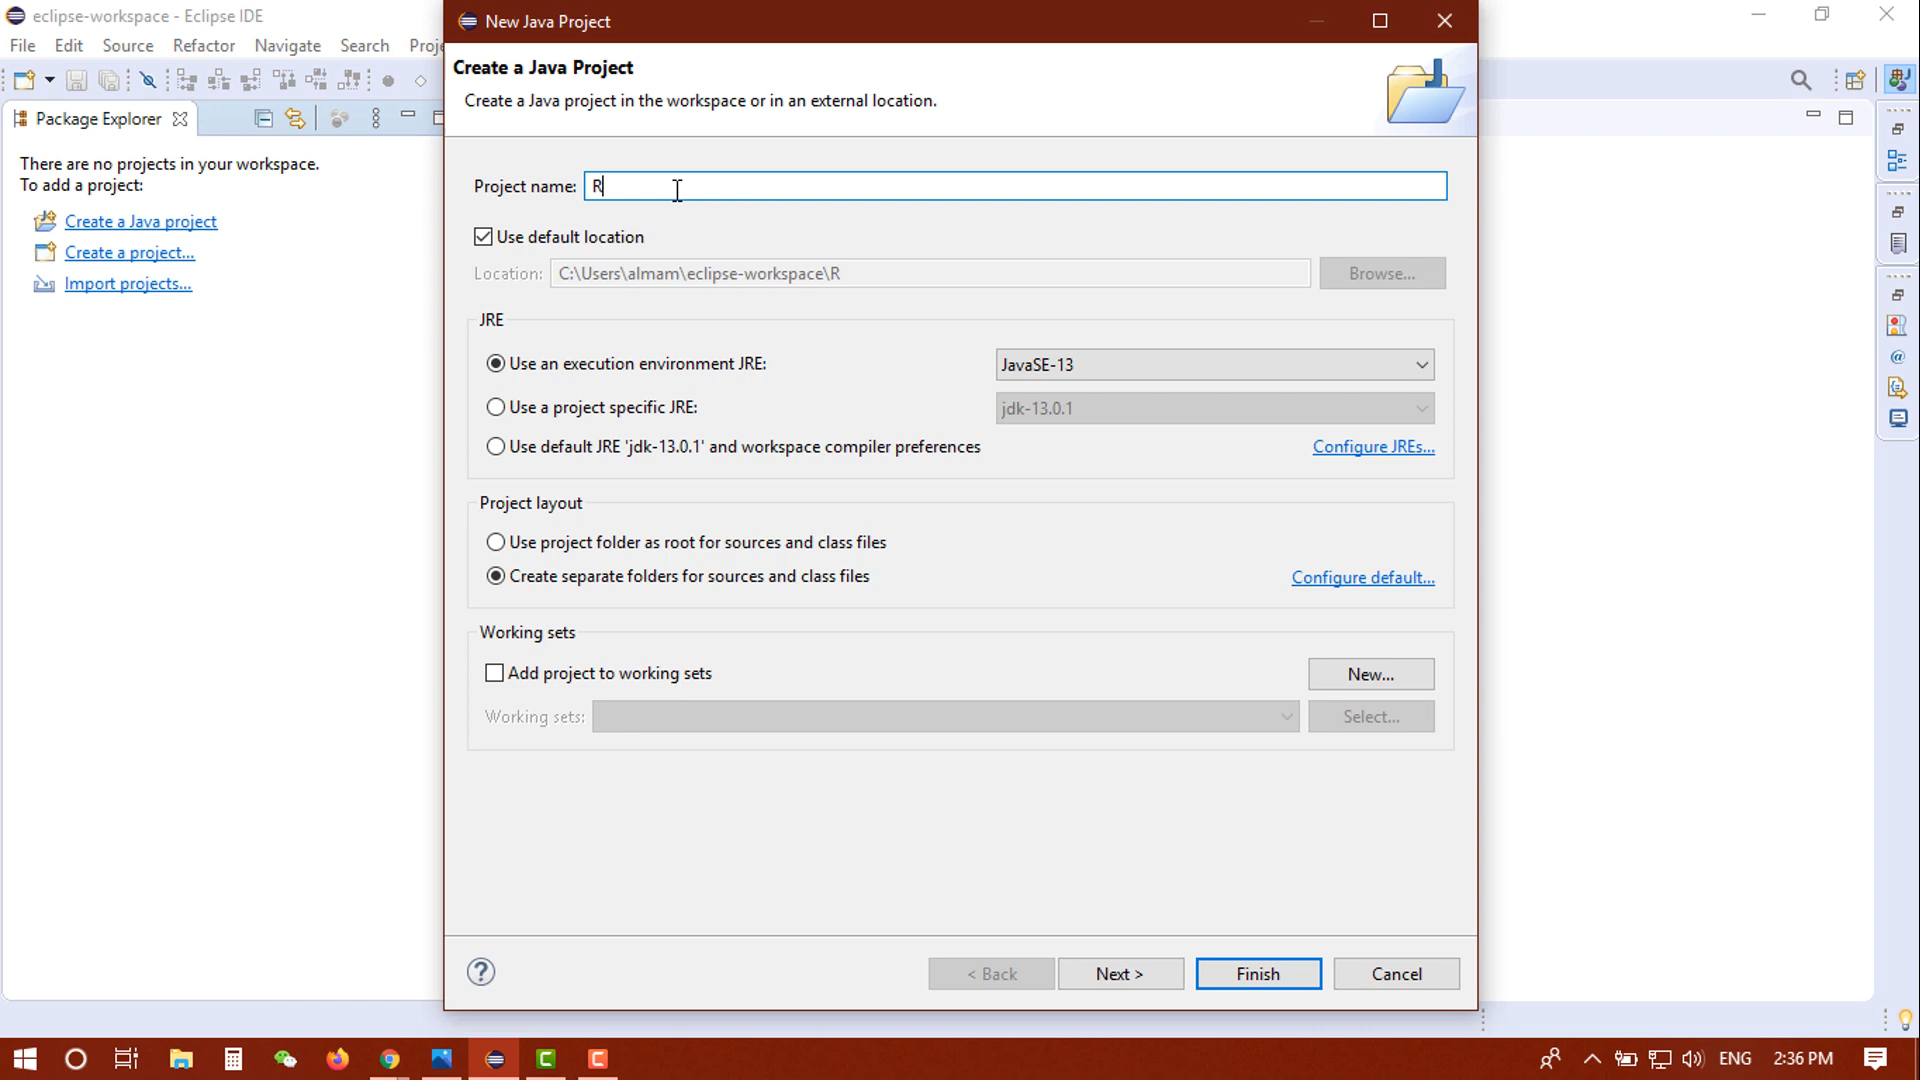 eclipse-workspace - Eclipse IDE
File Edit Source Refactor Navigate Search Proj
Package Explorer
There are no projects in your workspace.
To add a project:
Create a Java project
Create a project...
Import projects...
New Java Project
Create a Java Project
Create a Java project in the workspace or in an external location.
Project name: R
Use default location
Location: C:\Users\almam\eclipse-workspace\R Browse...
JRE
Use an execution environment JRE: JavaSE-13
Use a project specific JRE: jdk-13.0.1
Use default JRE 'jdk-13.0.1' and workspace compiler preferences Configure JREs...
Project layout
Use project folder as root for sources and class files
Create separate folders for sources and class files Configure default...
Working sets
Add project to working sets New...
Working sets: Select...
< Back Next > Finish Cancel
ENG 2:36 PM